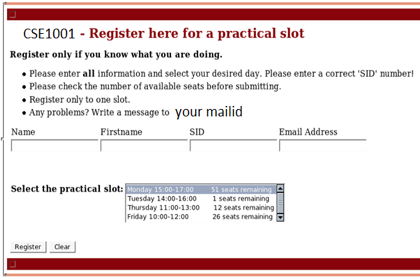 CSE1001 - Register here for a practical slot
Register only if you know what you are doing.
Please enter all information and select your desired day. Please enter a correct 'SID' number!
Please check the number of available seats before submitting.
Register only to one slot.
Any problems? Write a message to your mailid
Name Firstname SID Email Address
Select the practical slot: Monday 15:00-17:00 51 seats remaining
Tuesday 14:00-16:00 1 seats remaining
Thursday 11:00-13:00 12 seats remaining
Friday 10:00-12:00 26 seats remaining
Register Clear